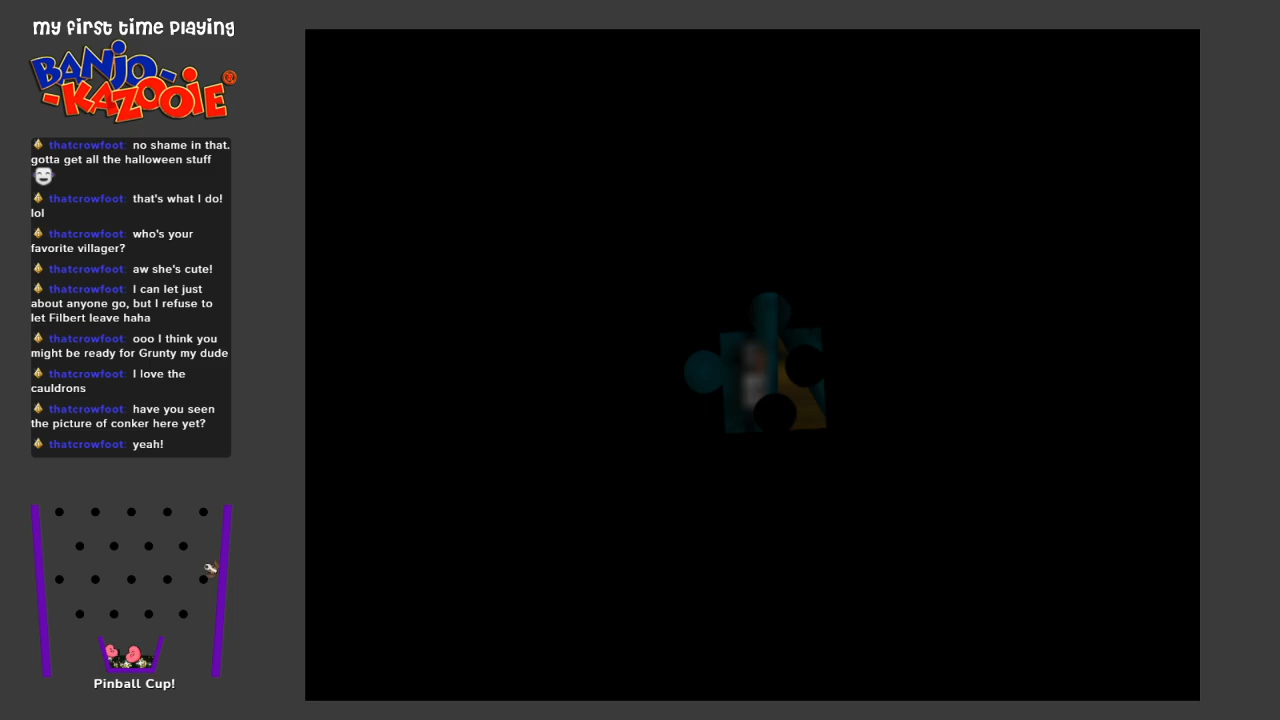 my first time playing
BANJO-
-KAZOOIE
thatcrowfoot: no shame in that.
gotta get all the halloween stuff
thatcrowfoot: that's what I do!
lol
thatcrowfoot: who's your
favorite villager?
thatcrowfoot: aw she's cute!
thatcrowfoot: I can let just
about anyone go, but I refuse to
let Filbert leave haha
thatcrowfoot: ooo I think you
might be ready for Grunty my dude
thatcrowfoot: I love the
cauldrons
thatcrowfoot: have you seen
the picture of conker here yet?
thatcrowfoot: yeah!
Pinball Cup!